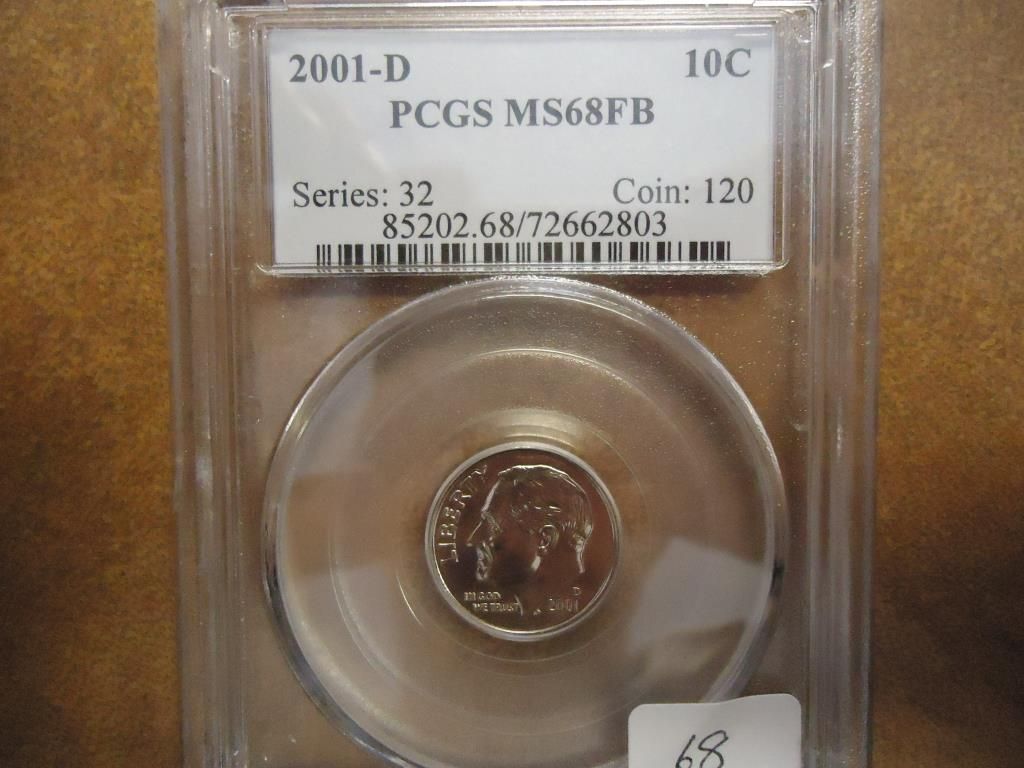 2001-D 10C
PCGS MS68FB
Series: 32 Coin: 120
85202.68/72662803
LIBERTY
IN GOD
WE TRUST
D
2001
68